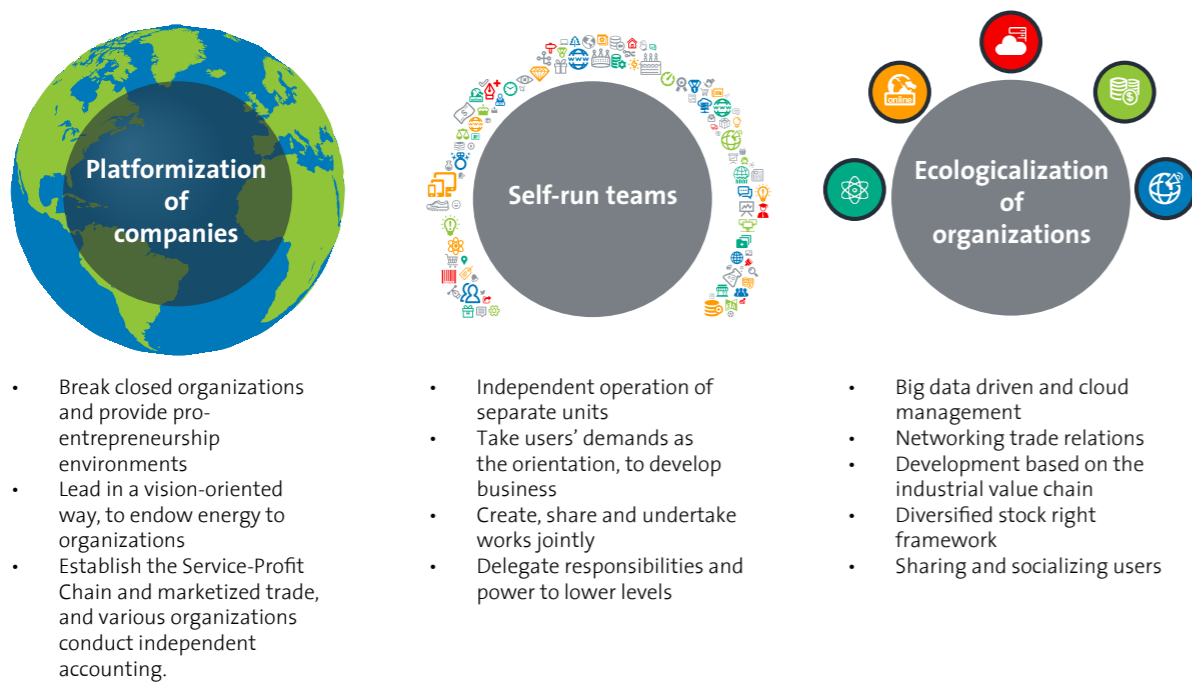 Platformization
of
companies
• Break closed organizations
and provide pro-
entrepreneurship
environments
• Lead in a vision-oriented
way, to endow energy to
organizations
• Establish the Service-Profit
Chain and marketized trade,
and various organizations
conduct independent
accounting.
Self-run teams
• Independent operation of
separate units
• Take users’ demands as
the orientation, to develop
business
• Create, share and undertake
works jointly
• Delegate responsibilities and
power to lower levels
online
Ecologicalization
of
organizations
• Big data driven and cloud
management
• Networking trade relations
• Development based on the
industrial value chain
• Diversified stock right
framework
• Sharing and socializing users